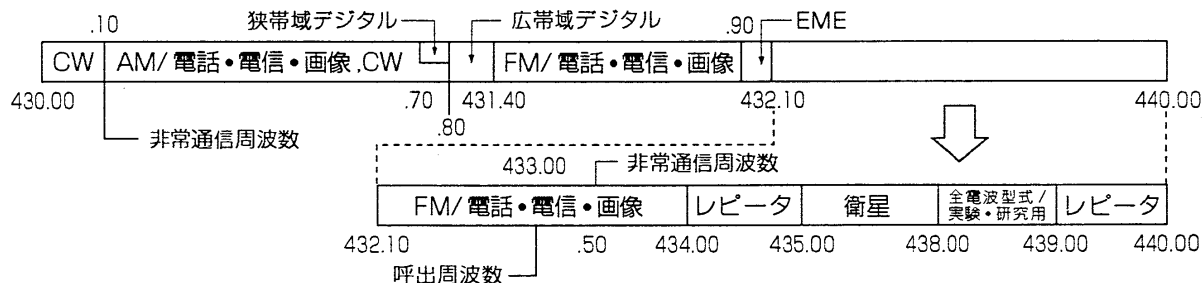 .10 狭帯域デジタル 広帯域デジタル .90 EME
CW AM/電話・電信・画像,CW FM/電話・電信・画像
430.00 .70 431.40 432.10 440.00
.80
非常通信周波数
433.00 非常通信周波数
FM/電話・電信・画像 レピータ 衛星 全電波型式/ レピータ
実験・研究用
432.10 .50 434.00 435.00 438.00 439.00 440.00
呼出周波数